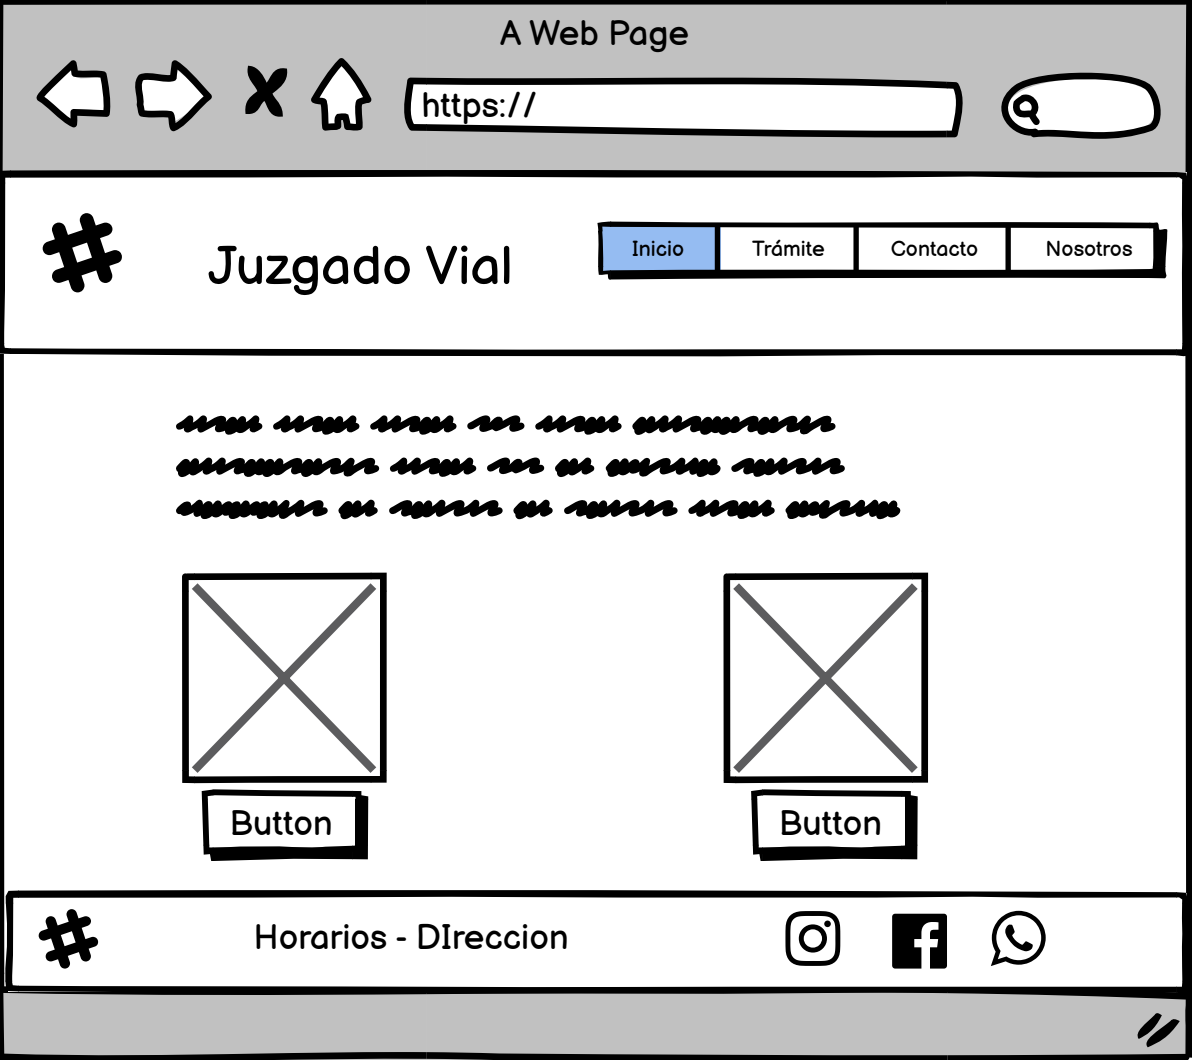 A Web Page
https://
Juzgado Vial
Inicio
Trámite
Contacto
Nosotros
Button
Button
Horarios - DIreccion